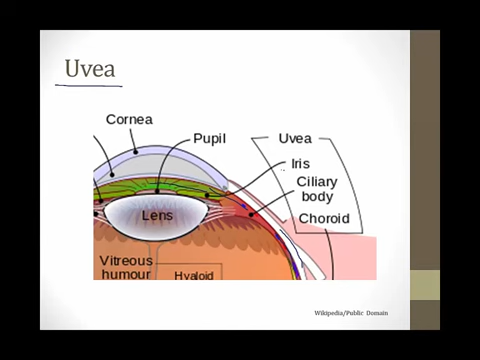 Uvea
Cornea
Pupil
Uvea
Iris
Ciliary
body
Choroid
Lens
Vitreous
humour
Hyaloid
Wikipedia/Public Domain